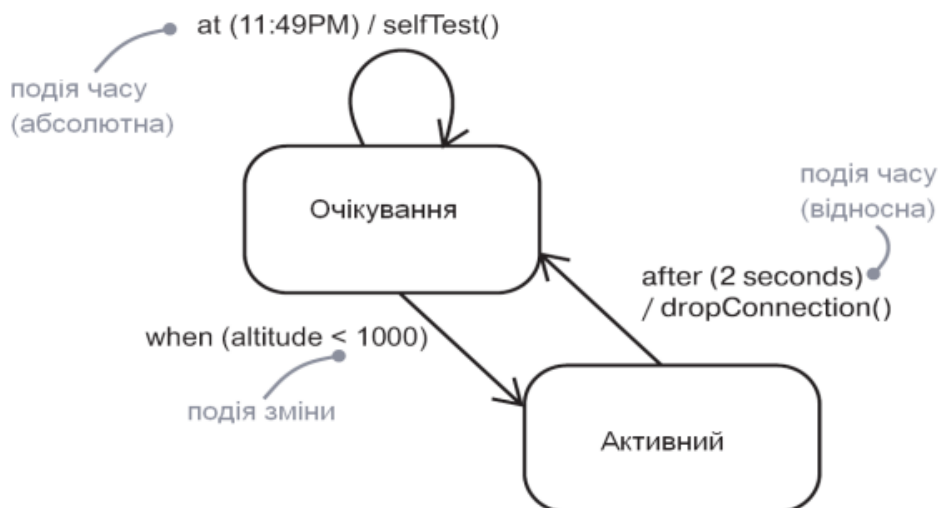 at (11:49PM) / selfTest()
подія часу
(абсолютна)
подія часу
(відносна)
Очікування
after (2 seconds)
/ dropConnection()
when (altitude < 1000)
подія зміни
Активний